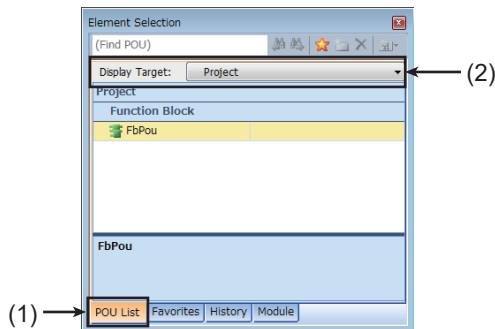 Element Selection
(Find POU)
Display Target: Project
(2)
Project
Function Block
FbPou
FbPou
(1)
POU List Favorites History Module